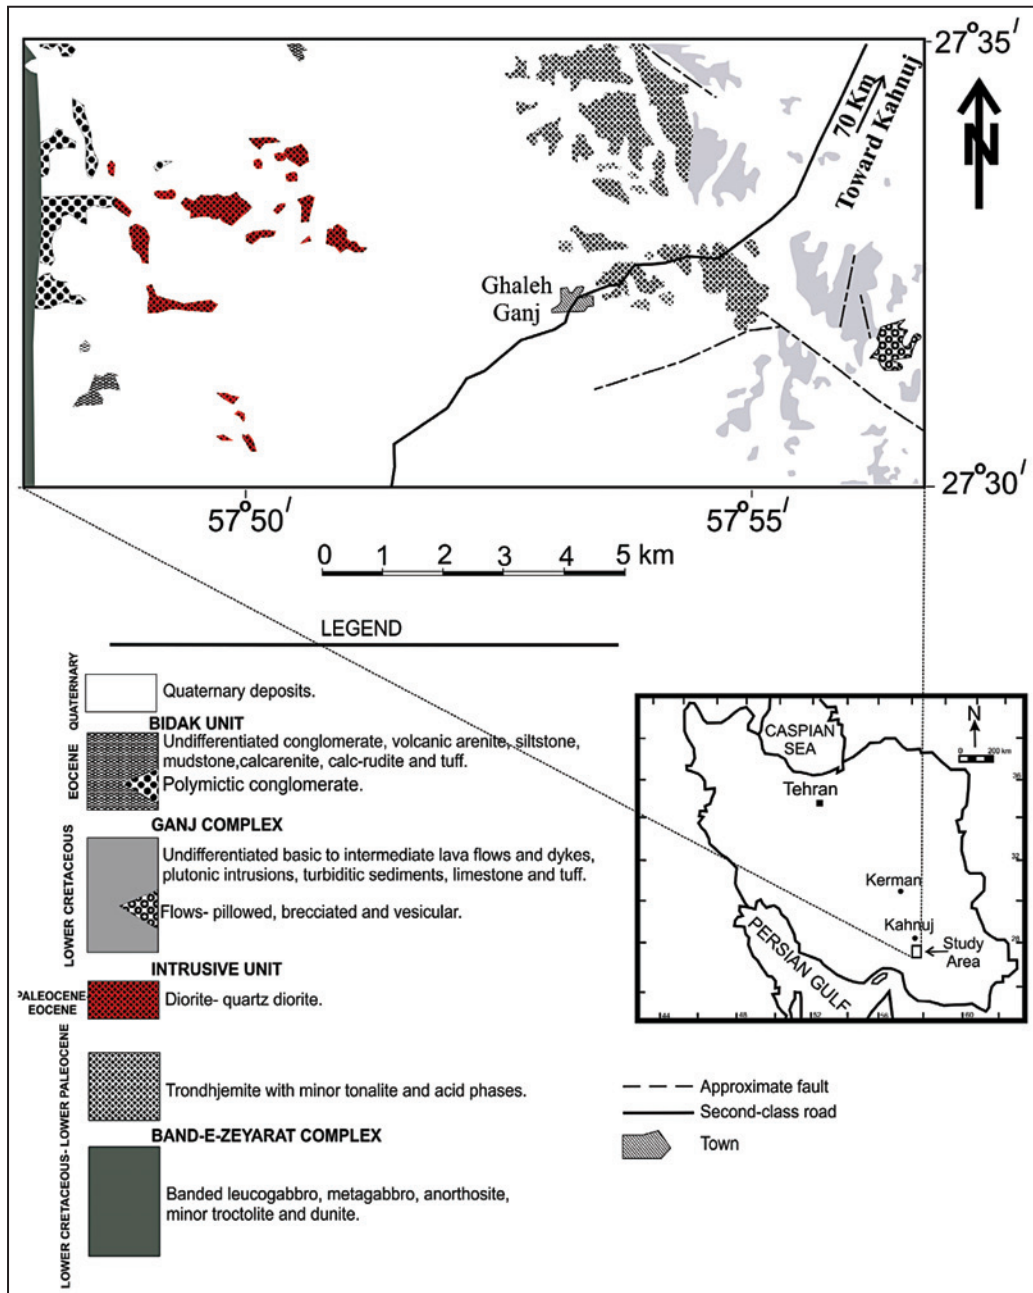 27°35'
70 Km
Toward Kahnuj
N
Ghaleh
Ganj
27°30'
57°50'
57°55'
0 1 2 3 4 5 km
LEGEND
QUATERNARY
Quaternary deposits.
BIDAK UNIT
EOCENE
Undifferentiated conglomerate, volcanic arenite, siltstone,
mudstone,calcarenite, calc-rudite and tuff.
Polymictic conglomerate.
GANJ COMPLEX
LOWER CRETACEOUS
Undifferentiated basic to intermediate lava flows and dykes,
plutonic intrusions, turbiditic sediments, limestone and tuff.
Flows- pillowed, brecciated and vesicular.
INTRUSIVE UNIT
PALEOCENE
EOCENE
Diorite- quartz diorite.
LOWER CRETACEOUS- LOWER PALEOCENE
Trondhjemite with minor tonalite and acid phases.
BAND-E-ZEYARAT COMPLEX
Banded leucogabbro, metagabbro, anorthosite,
minor troctolite and dunite.
CASPIAN
SEA
N
0 200 km
Tehran
Kerman
Kahnuj
Study
Area
PERSIAN GULF
44 48 52 56 60
Approximate fault
Second-class road
Town